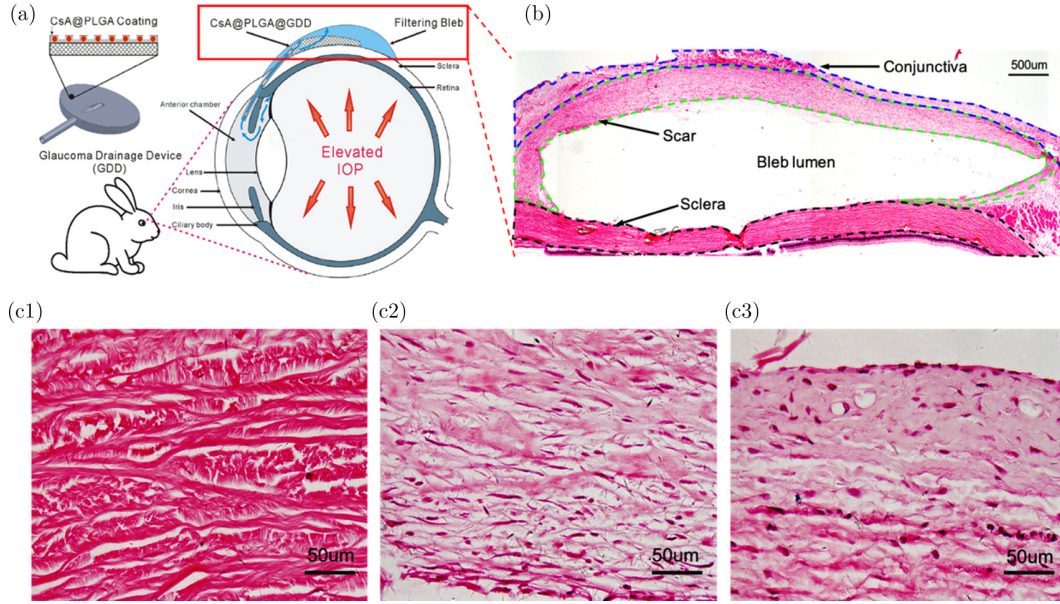 (a)
CsA@PLGA Coating
CsA@PLGA@GDD
Filtering Bleb
Sclera
Retina
Anterior chamber
Glaucoma Drainage Device
(GDD)
Elevated
IOP
Lens
Cornea
Iris
Ciliary body
(b)
Conjunctiva
500um
Scar
Bleb lumen
Sclera
(c1)
50um
(c2)
50um
(c3)
50um